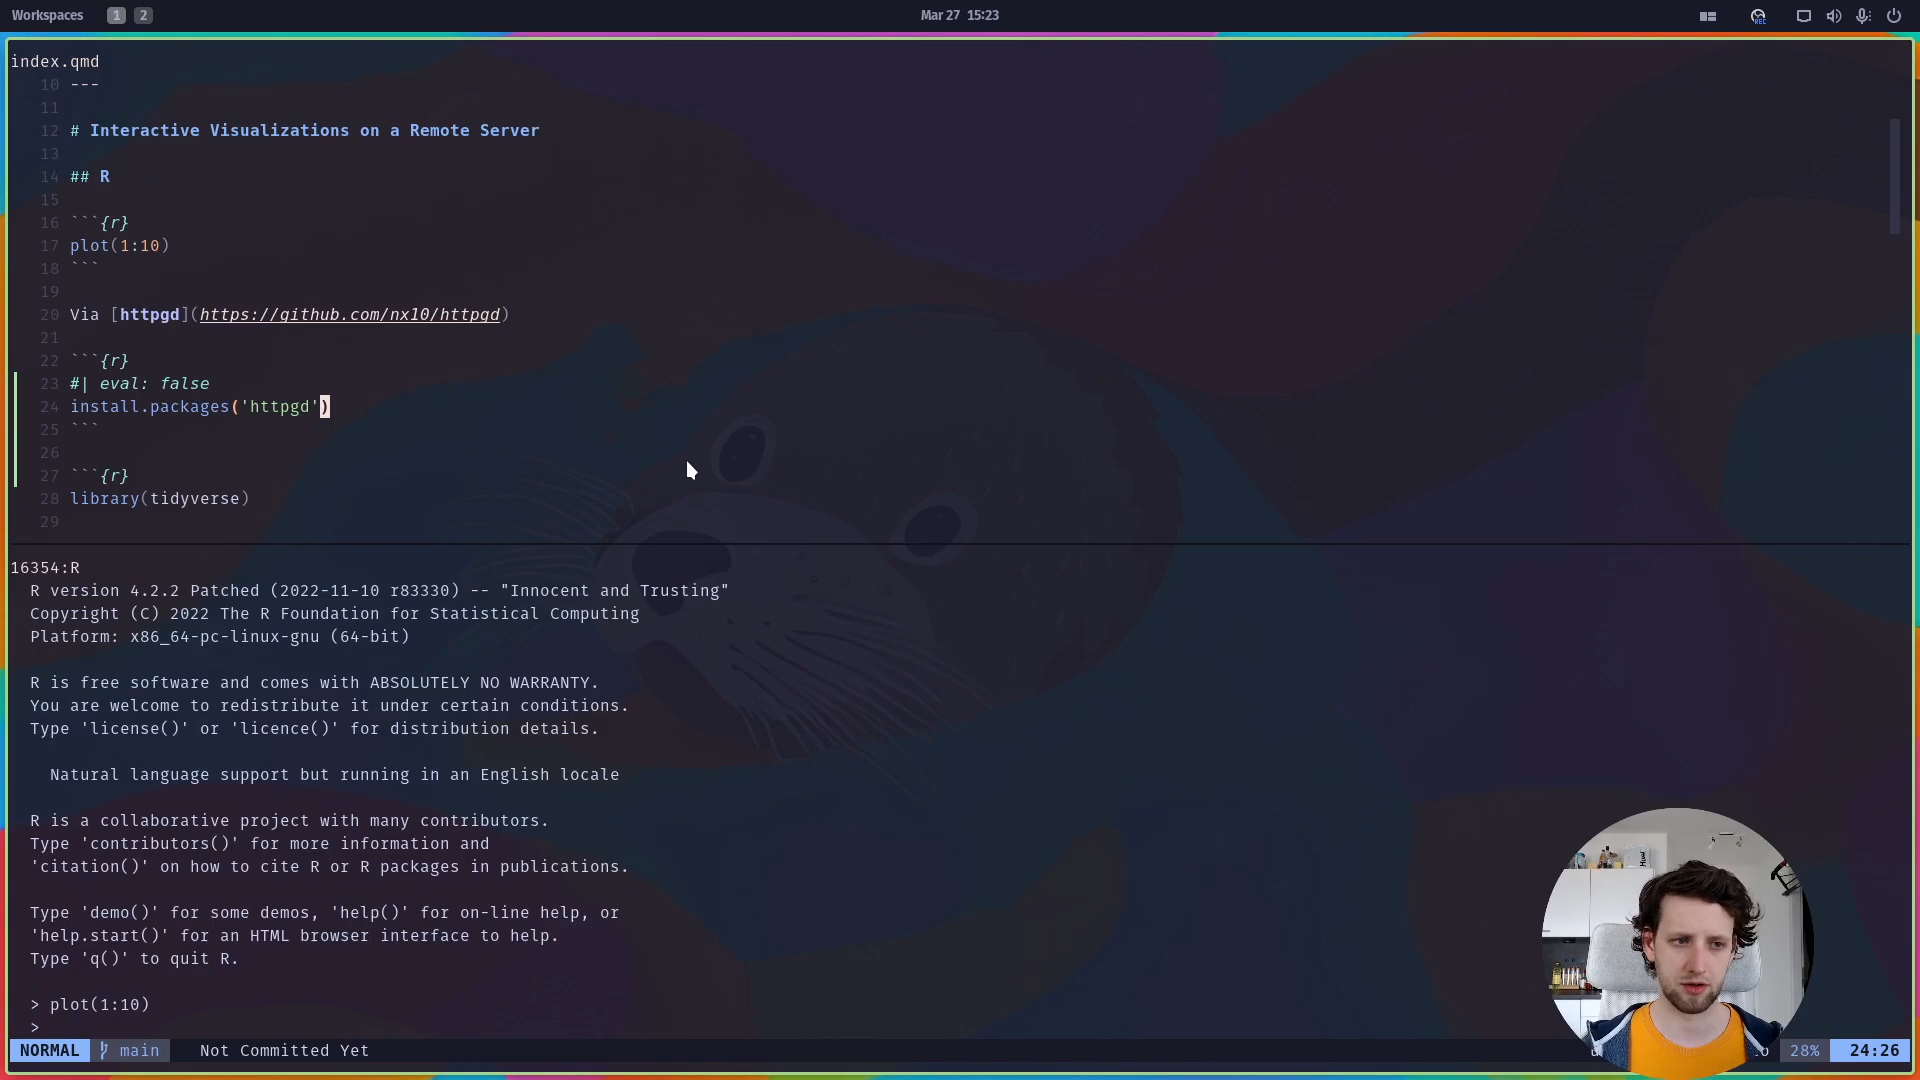 Workspaces 1 2 Mar 27 15:23
index.qmd
10 ---
11
12 # Interactive Visualizations on a Remote Server
13
14 ## R
15
16 ```{r}
17 plot(1:10)
18 ```
19
20 Via [httpgd](https://github.com/nx10/httpgd)
21
22 ```{r}
23 #| eval: false
24 install.packages('httpgd')
25 ```
26
27 ```{r}
28 library(tidyverse)
29
16354:R
R version 4.2.2 Patched (2022-11-10 r83330) -- "Innocent and Trusting"
Copyright (C) 2022 The R Foundation for Statistical Computing
Platform: x86_64-pc-linux-gnu (64-bit)
R is free software and comes with ABSOLUTELY NO WARRANTY.
You are welcome to redistribute it under certain conditions.
Type 'license()' or 'licence()' for distribution details.
Natural language support but running in an English locale
R is a collaborative project with many contributors.
Type 'contributors()' for more information and
'citation()' on how to cite R or R packages in publications.
Type 'demo()' for some demos, 'help()' for on-line help, or
'help.start()' for an HTML browser interface to help.
Type 'q()' to quit R.
> plot(1:10)
>
NORMAL main Not Committed Yet 28% 24:26